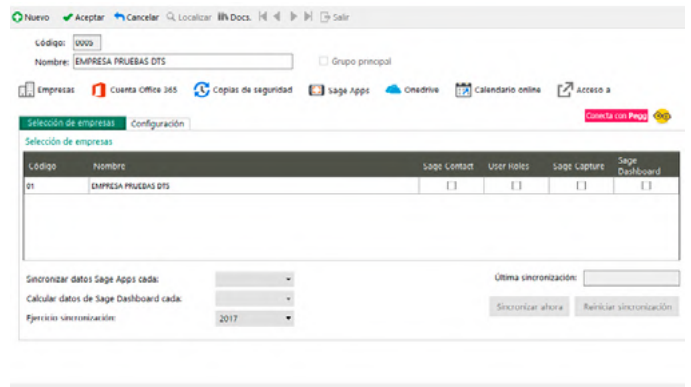 Nuevo Aceptar Cancelar Localizar Docs. Salir
Código: 0005
Nombre: EMPRESA PRUEBAS DTS Grupo principal
Empresas Cuenta Office 365 Copias de seguridad Sage Apps Onedrive Calendario online Acceso a
Conecta con Pegg
Selección de empresas Configuración
Selección de empresas
Código Nombre Sage Contact User Roles Sage Capture Sage Dashboard
01 EMPRESA PRUEBAS DTS
Sincronizar datos Sage Apps cada: Última sincronización:
Calcular datos de Sage Dashboard cada: Sincronizar ahora Reiniciar sincronización
Ejercicio sincronización: 2017